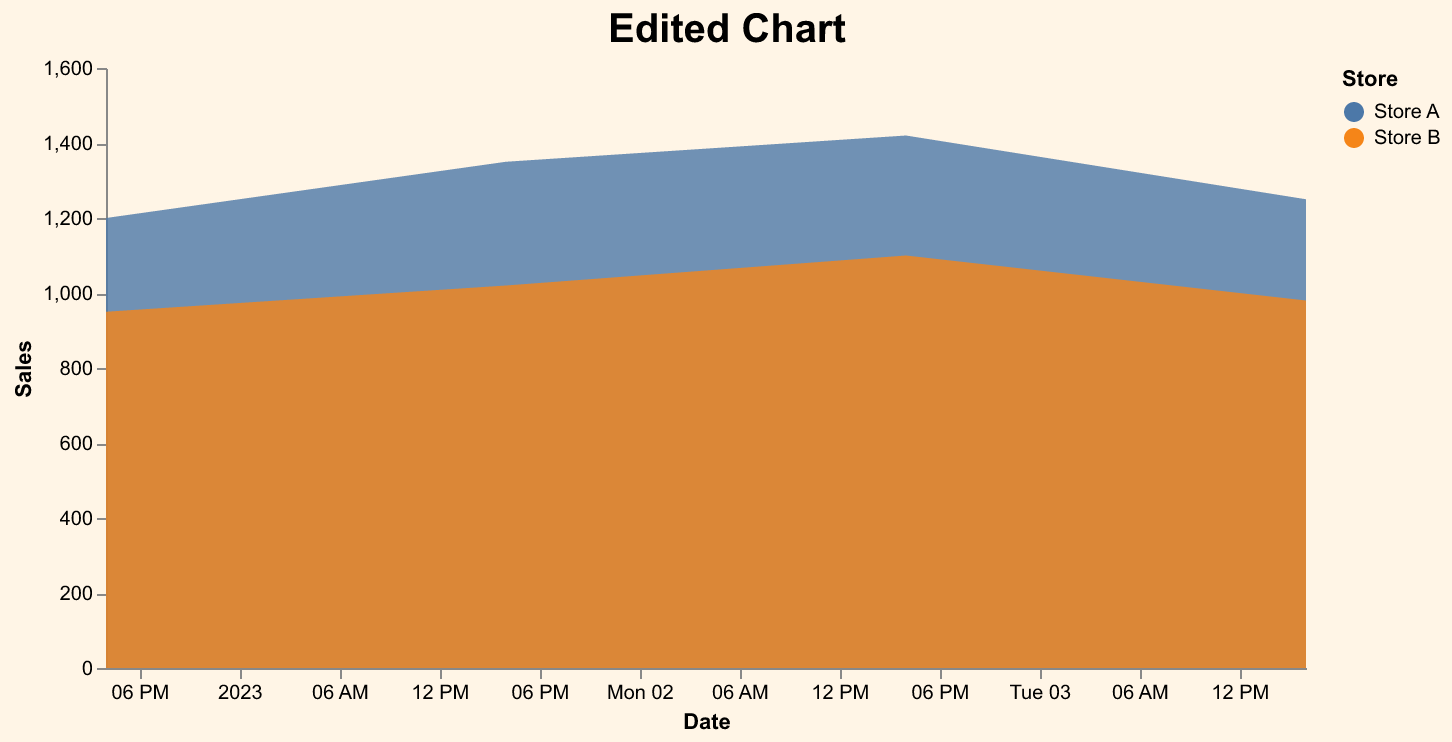 Edited Chart
1,600
1,400
1,200
1,000
800
600
400
200
0
Sales
06 PM 2023 06 AM 12 PM 06 PM Mon 02 06 AM 12 PM 06 PM Tue 03 06 AM 12 PM
Date
Store
Store A
Store B